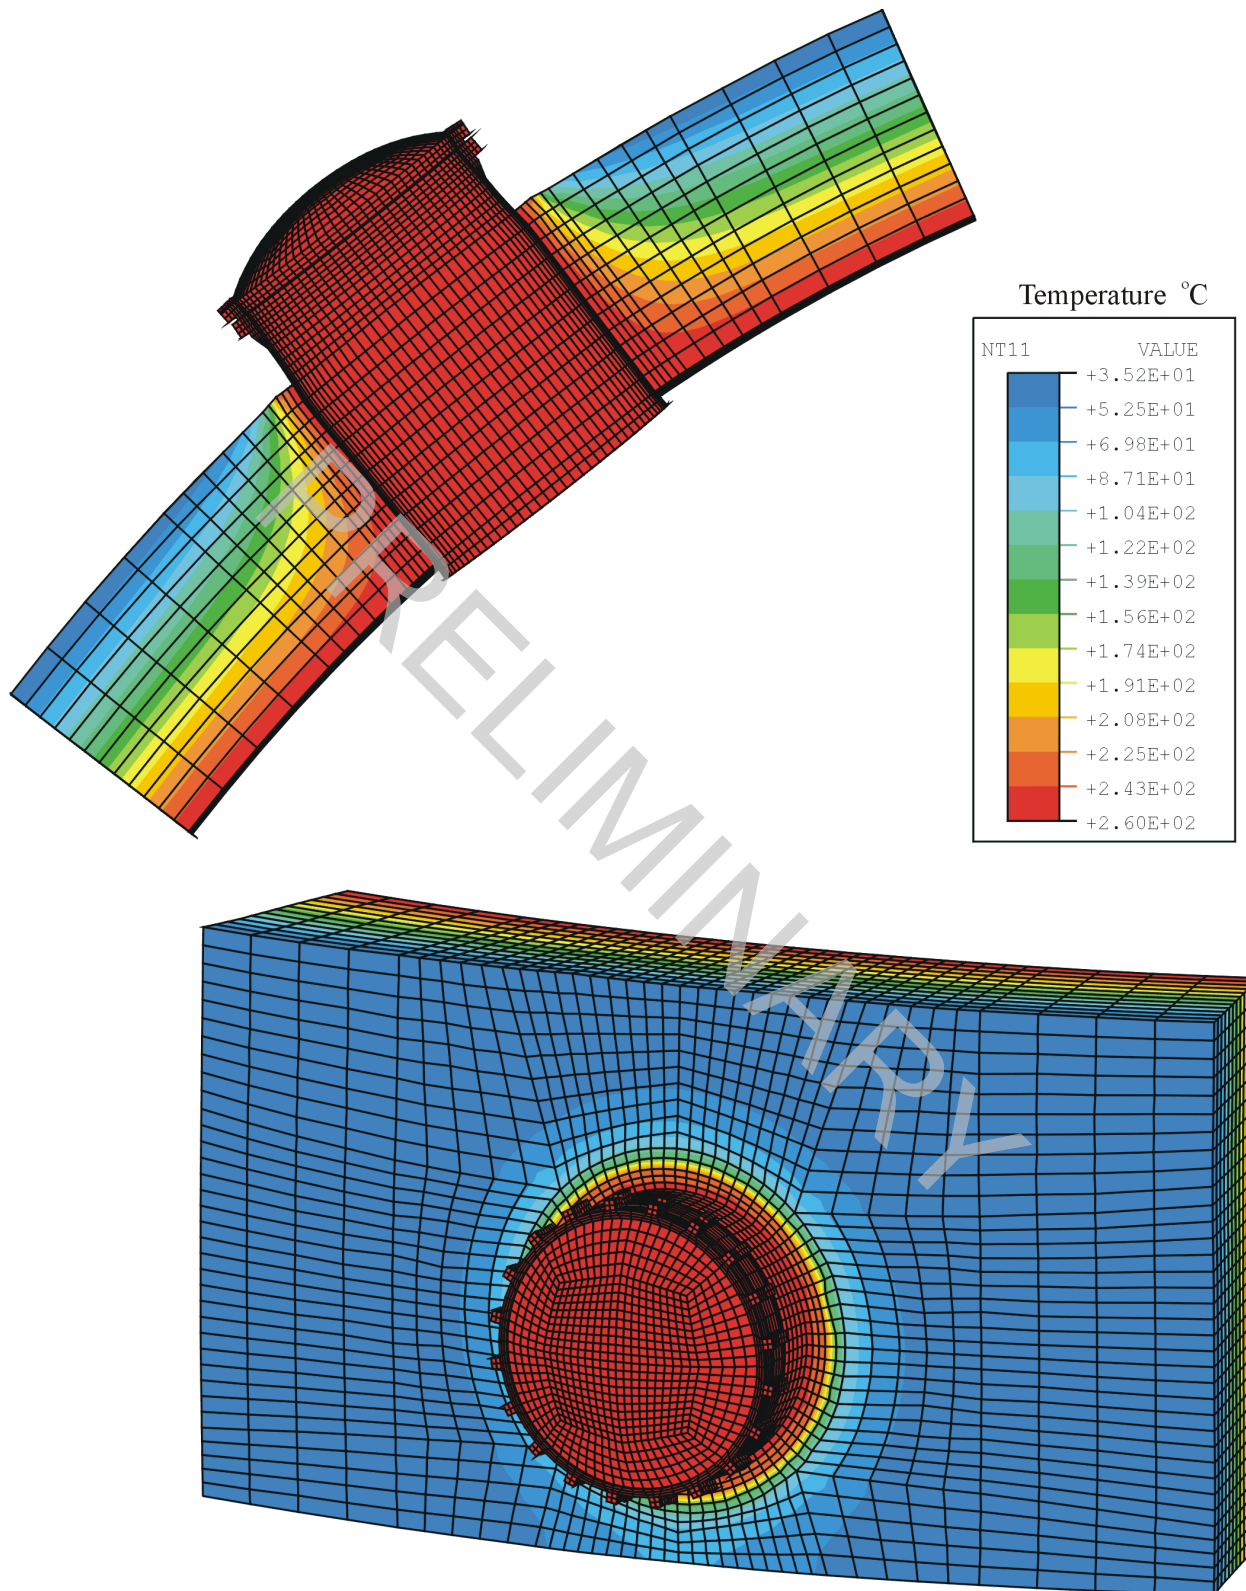 Temperature °C
NT11 VALUE
+3.52E+01
+5.25E+01
+6.98E+01
+8.71E+01
+1.04E+02
+1.22E+02
+1.39E+02
+1.56E+02
+1.74E+02
+1.91E+02
+2.08E+02
+2.25E+02
+2.43E+02
+2.60E+02
PRELIMINARY